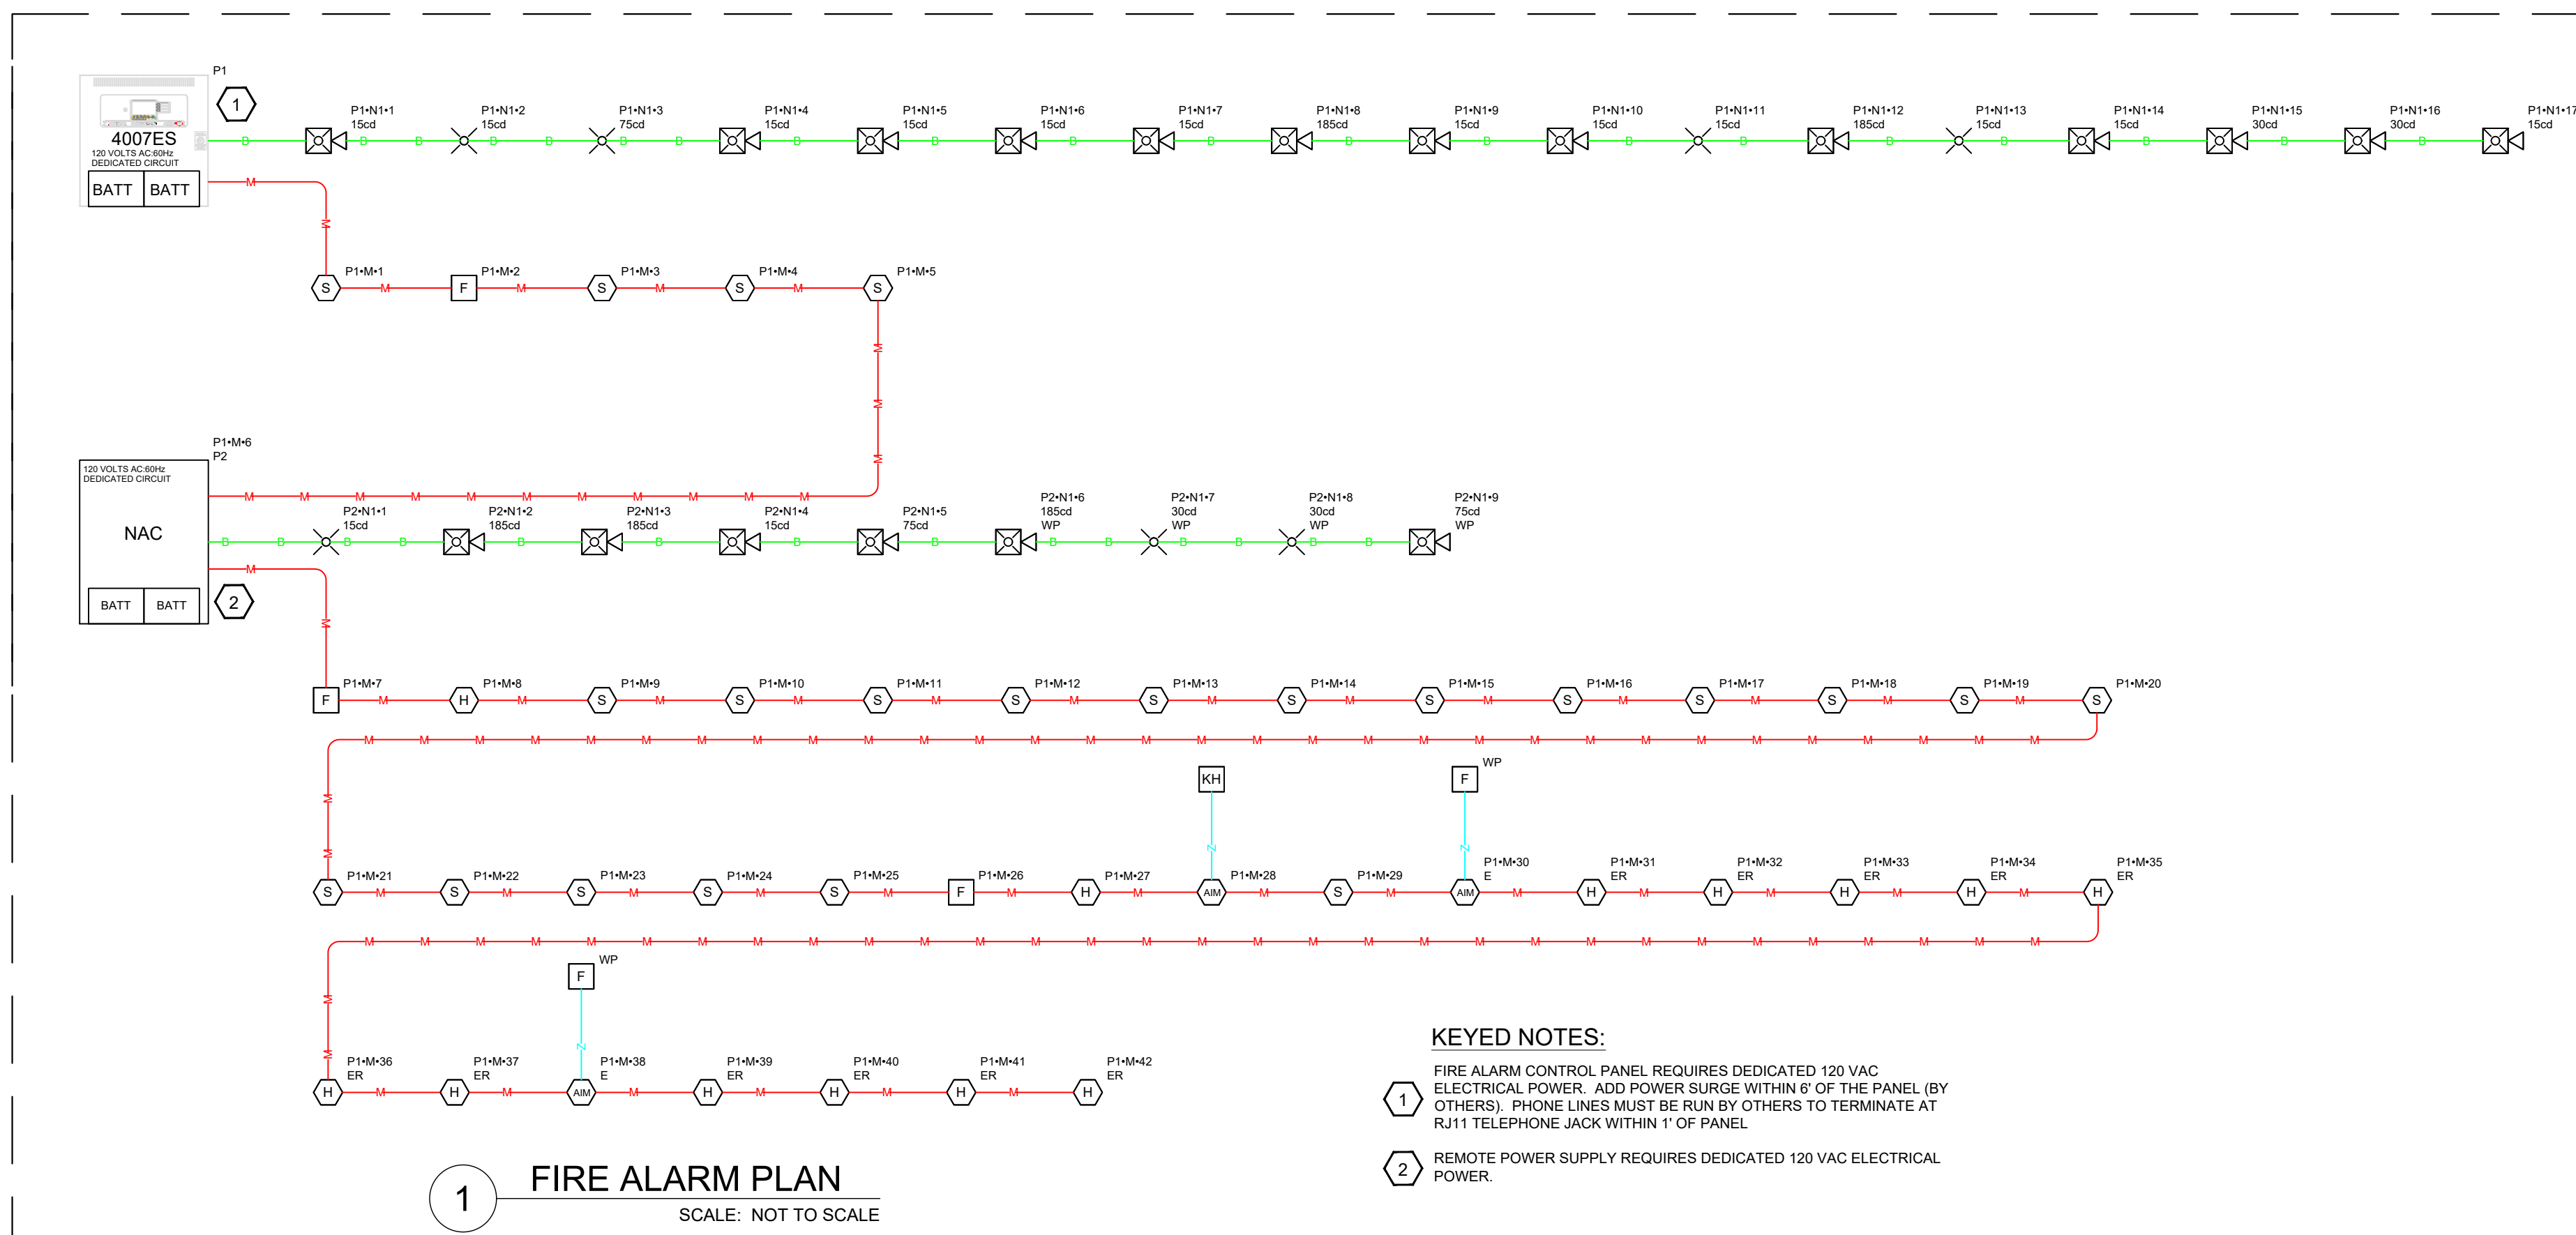 P1
1
4007ES
120 VOLTS AC:60Hz
DEDICATED CIRCUIT
BATT BATT
B B B B B B B B B B B B B B B B B B B B
P1•N1•1
15cd
P1•N1•2
15cd
P1•N1•3
75cd
P1•N1•4
15cd
P1•N1•5
15cd
P1•N1•6
15cd
P1•N1•7
15cd
P1•N1•8
185cd
P1•N1•9
15cd
P1•N1•10
15cd
P1•N1•11
15cd
P1•N1•12
185cd
P1•N1•13
15cd
P1•N1•14
15cd
P1•N1•15
30cd
P1•N1•16
30cd
P1•N1•17
15cd
M
M
P1•M•1 P1•M•2 P1•M•3 P1•M•4 P1•M•5
S M F M S M S M S
M
M
M
P1•M•6
P2
120 VOLTS AC:60Hz
DEDICATED CIRCUIT
NAC
BATT BATT
2
M M M M M M M M M M M
P2•N1•1
15cd
P2•N1•2
185cd
P2•N1•3
185cd
P2•N1•4
15cd
P2•N1•5
75cd
P2•N1•6
185cd
WP
P2•N1•7
30cd
WP
P2•N1•8
30cd
WP
P2•N1•9
75cd
WP
B B B B B B B B B B B B B B
M
M
P1•M•7 P1•M•8 P1•M•9 P1•M•10 P1•M•11 P1•M•12 P1•M•13 P1•M•14 P1•M•15 P1•M•16 P1•M•17 P1•M•18 P1•M•19 P1•M•20
F M H M S M S M S M S M S M S M S M S M S M S M S M S
M M M M M M M M M M M M M M M M M M M M M M M M M M M M M M M
M
M
KH
Z
F WP
Z
P1•M•21 P1•M•22 P1•M•23 P1•M•24 P1•M•25 P1•M•26 P1•M•27 P1•M•28 P1•M•29
P1•M•30
E
P1•M•31
ER
P1•M•32
ER
P1•M•33
ER
P1•M•34
ER
P1•M•35
ER
S M S M S M S M S M F M H M AIM M S M AIM M H M H M H M H M H
M M M M M M M M M M M M M M M M M M M M M M M M M M M M M M M
M
M
F WP
Z
P1•M•36
ER
P1•M•37
ER
P1•M•38
E
P1•M•39
ER
P1•M•40
ER
P1•M•41
ER
P1•M•42
ER
H M H M AIM M H M H M H M H
KEYED NOTES:
1
FIRE ALARM CONTROL PANEL REQUIRES DEDICATED 120 VAC
ELECTRICAL POWER. ADD POWER SURGE WITHIN 6' OF THE PANEL (BY
OTHERS). PHONE LINES MUST BE RUN BY OTHERS TO TERMINATE AT
RJ11 TELEPHONE JACK WITHIN 1' OF PANEL
2
REMOTE POWER SUPPLY REQUIRES DEDICATED 120 VAC ELECTRICAL
POWER.
1
FIRE ALARM PLAN
SCALE: NOT TO SCALE